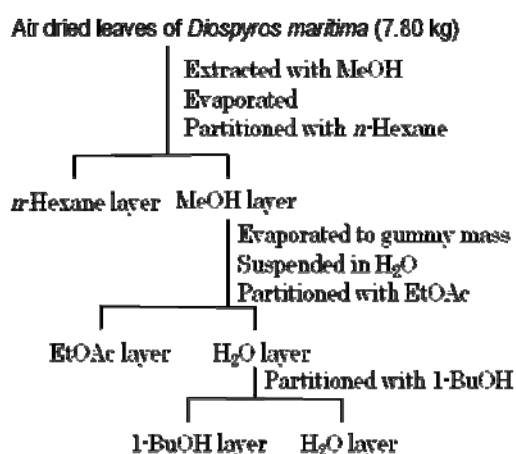 Air dried leaves of Diospyros maritima (7.80 kg)
Extracted with MeOH
Evaporated
Partitioned with n-Hexane
n-Hexane layer MeOH layer
Evaporated to gummy mass
Suspended in H₂O
Partitioned with EtOAc
EtOAc layer H₂O layer
Partitioned with 1-BuOH
1-BuOH layer H₂O layer